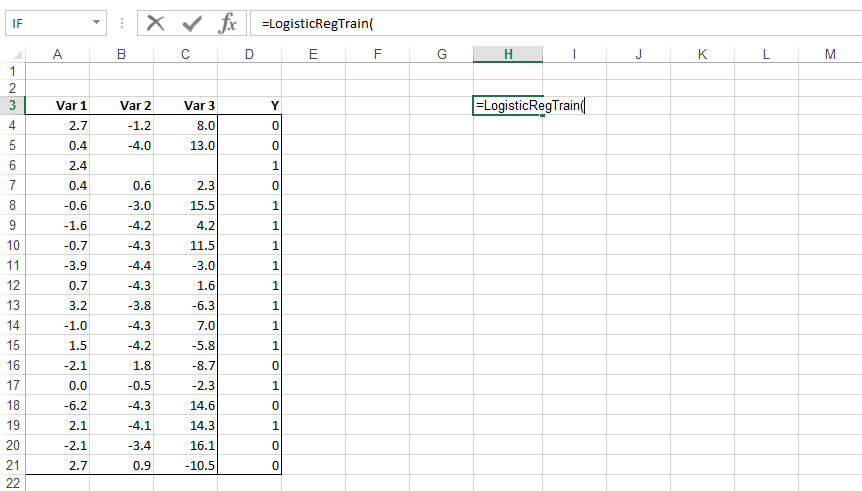 IF =LogisticRegTrain(
A B C D E F G H I J K L M
1
2
3 Var 1 Var 2 Var 3 Y =LogisticRegTrain(
4 2.7 -1.2 8.0 0
5 0.4 -4.0 13.0 0
6 2.4 1
7 0.4 0.6 2.3 0
8 -0.6 -3.0 15.5 1
9 -1.6 -4.2 4.2 1
10 -0.7 -4.3 11.5 1
11 -3.9 -4.4 -3.0 1
12 0.7 -4.3 1.6 1
13 3.2 -3.8 -6.3 1
14 -1.0 -4.3 7.0 1
15 1.5 -4.2 -5.8 1
16 -2.1 1.8 -8.7 0
17 0.0 -0.5 -2.3 1
18 -6.2 -4.3 14.6 0
19 2.1 -4.1 14.3 1
20 -2.1 -3.4 16.1 0
21 2.7 0.9 -10.5 0
22